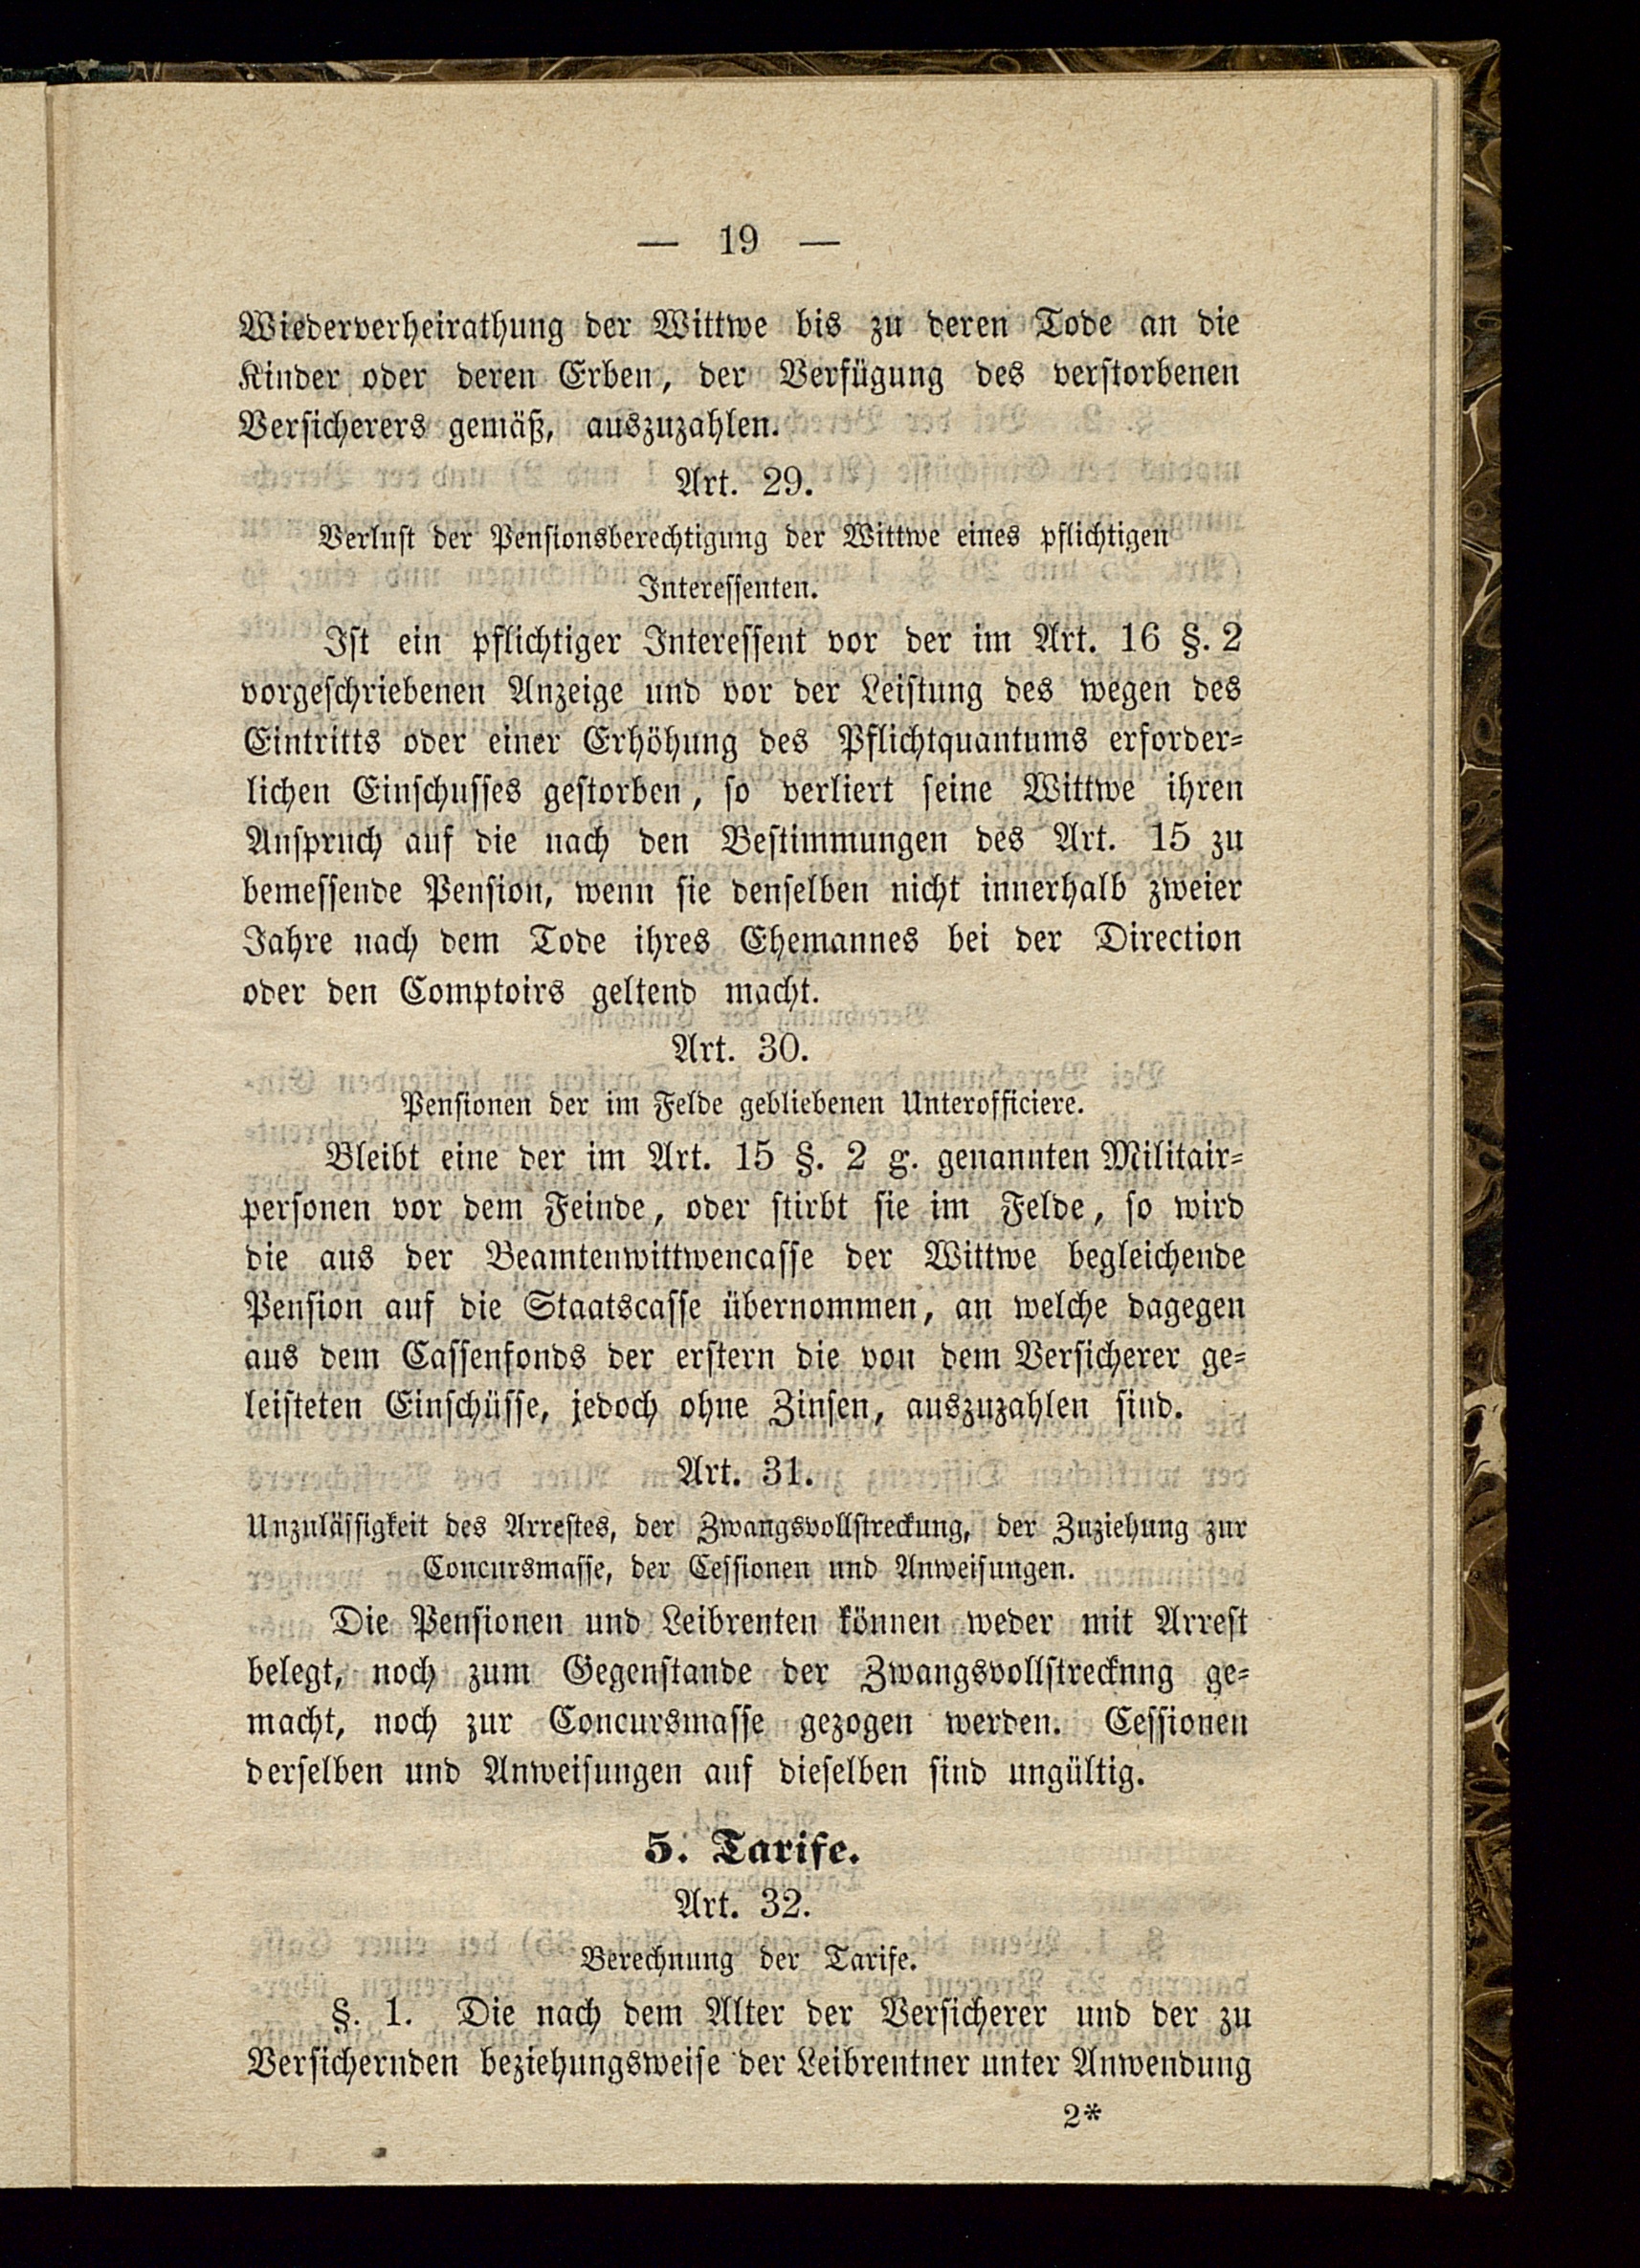 — 19 —
Wiederverheirathung der Wittwe bis zu deren Tode an die
Kinder oder deren Erben, der Verfügung des verstorbenen
Versicherers gemäß, auszuzahlen.
Art. 29.
Verlust der Pensionsberechtigung der Wittwe eines pflichtigen
Interessenten.
Ist ein pflichtiger Interessent vor der im Art. 16 §. 2
vorgeschriebenen Anzeige und vor der Leistung des wegen des
Eintritts oder einer Erhöhung des Pflichtquantums erforder=
lichen Einschusses gestorben, so verliert seine Wittwe ihren
Anspruch auf die nach den Bestimmungen des Art. 15 zu
bemessende Pension, wenn sie denselben nicht innerhalb zweier
Jahre nach dem Tode ihres Ehemannes bei der Direction
oder den Comptoirs geltend macht.
Art. 30.
Pensionen der im Felde gebliebenen Unterofficiere.
Bleibt eine der im Art. 15 §. 2 g. genannten Militair=
personen vor dem Feinde, oder stirbt sie im Felde, so wird
die aus der Beamtenwittwencasse der Wittwe begleichende
Pension auf die Staatscasse übernommen, an welche dagegen
aus dem Cassenfonds der erstern die von dem Versicherer ge=
leisteten Einschüsse, jedoch ohne Zinsen, auszuzahlen sind.
Art. 31.
Unzulässigkeit des Arrestes, der Zwangsvollstreckung, der Zuziehung zur
Concursmasse, der Cessionen und Anweisungen.
Die Pensionen und Leibrenten können weder mit Arrest
belegt, noch zum Gegenstande der Zwangsvollstrecknng ge=
macht, noch zur Concursmasse gezogen werden. Cessionen
derselben und Anweisungen auf dieselben sind ungültig.
5. Tarife.
Art. 32.
Berechnung der Tarife.
§. 1. Die nach dem Alter der Versicherer und der zu
Versichernden beziehungsweise der Leibrentner unter Anwendung
2*